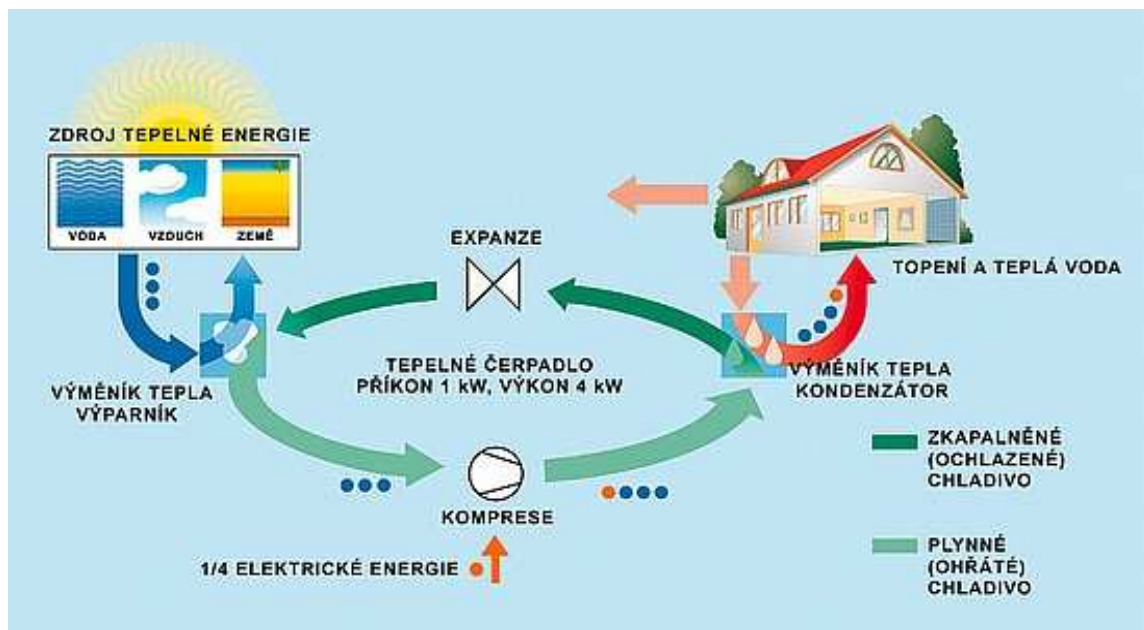 ZDROJ TEPELNÉ ENERGIE
VODA
VZDUCH
ZEMĚ
EXPANZE
TOPENÍ A TEPLÁ VODA
VÝMĚNÍK TEPLA
VÝPARNÍK
TEPELNÉ ČERPADLO
PŘÍKON 1 kW, VÝKON 4 kW
VÝMĚNÍK TEPLA
KONDENZÁTOR
KOMPRESE
1/4 ELEKTRICKÉ ENERGIE
ZKAPALNĚNÉ
(OCHLAZENÉ)
CHLADIVO
PLYNNÉ
(OHŘÁTÉ)
CHLADIVO